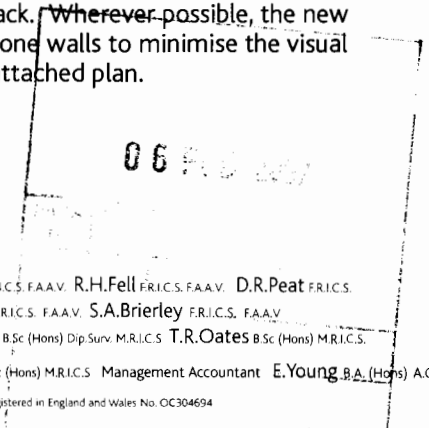 ack. Wherever possible, the new
one walls to minimise the visual
ttached plan.
06
.C.S. F.A.A.V. R.H.Fell F.R.I.C.S. F.A.A.V. D.R.Peat F.R.I.C.S.
R.I.C.S. F.A.A.V. S.A.Brierley F.R.I.C.S. F.A.A.V
B.Sc (Hons) Dip.Surv. M.R.I.C.S T.R.Oates B.Sc (Hons) M.R.I.C.S.
(Hons) M.R.I.C.S Management Accountant E.Young B.A. (Hons) A.C
istered in England and Wales No. OC304694